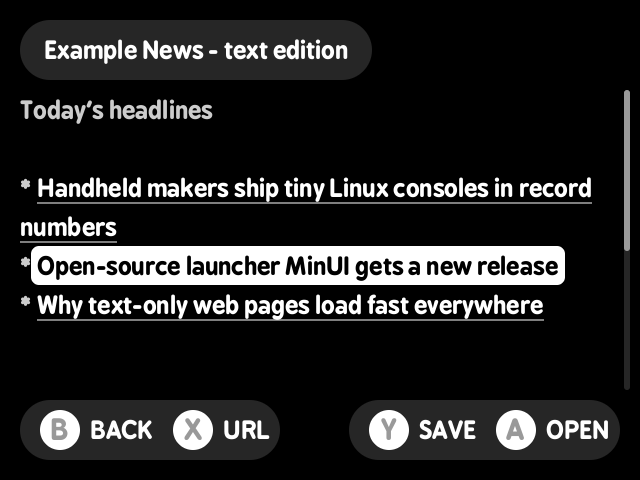 Example News - text edition
Today's headlines
* Handheld makers ship tiny Linux consoles in record
numbers
* Open-source launcher MinUI gets a new release
* Why text-only web pages load fast everywhere
B BACK X URL Y SAVE A OPEN